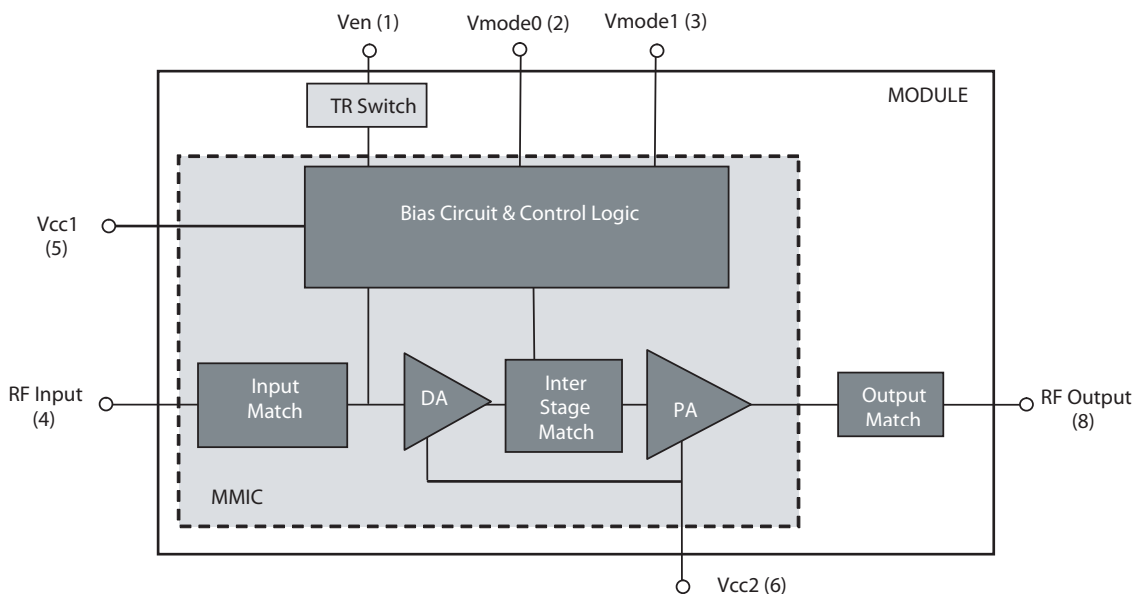 Ven (1)
Vmode0 (2)
Vmode1 (3)
TR Switch
MODULE
Bias Circuit & Control Logic
Vcc1
(5)
RF Input
(4)
Input
Match
DA
Inter
Stage
Match
PA
Output
Match
RF Output
(8)
MMIC
Vcc2 (6)